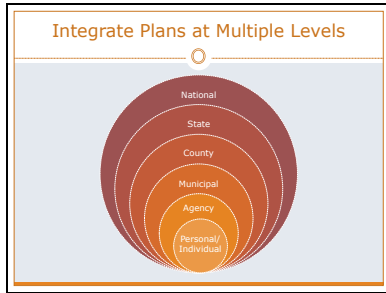 Integrate Plans at Multiple Levels
National
State
County
Municipal
Agency
Personal/
Individual